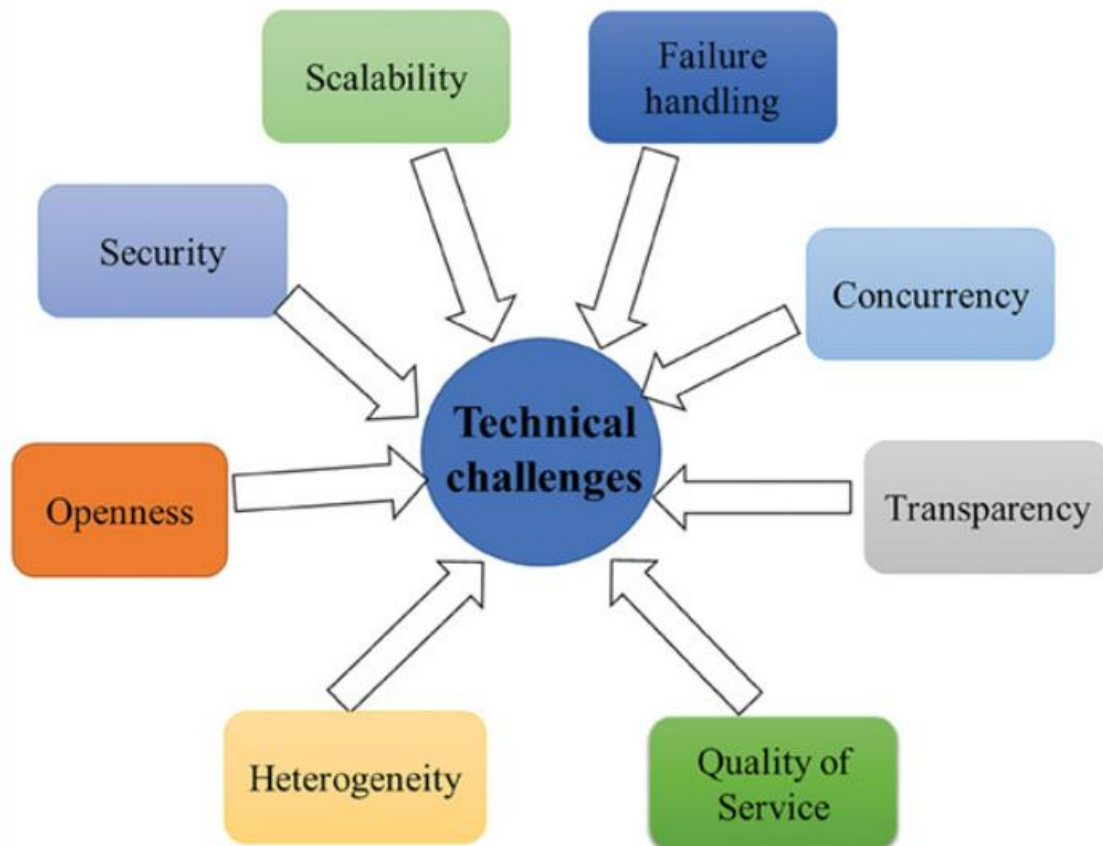 Scalability
Failure
handling
Security
Concurrency
Technical
challenges
Openness
Transparency
Heterogeneity
Quality of
Service